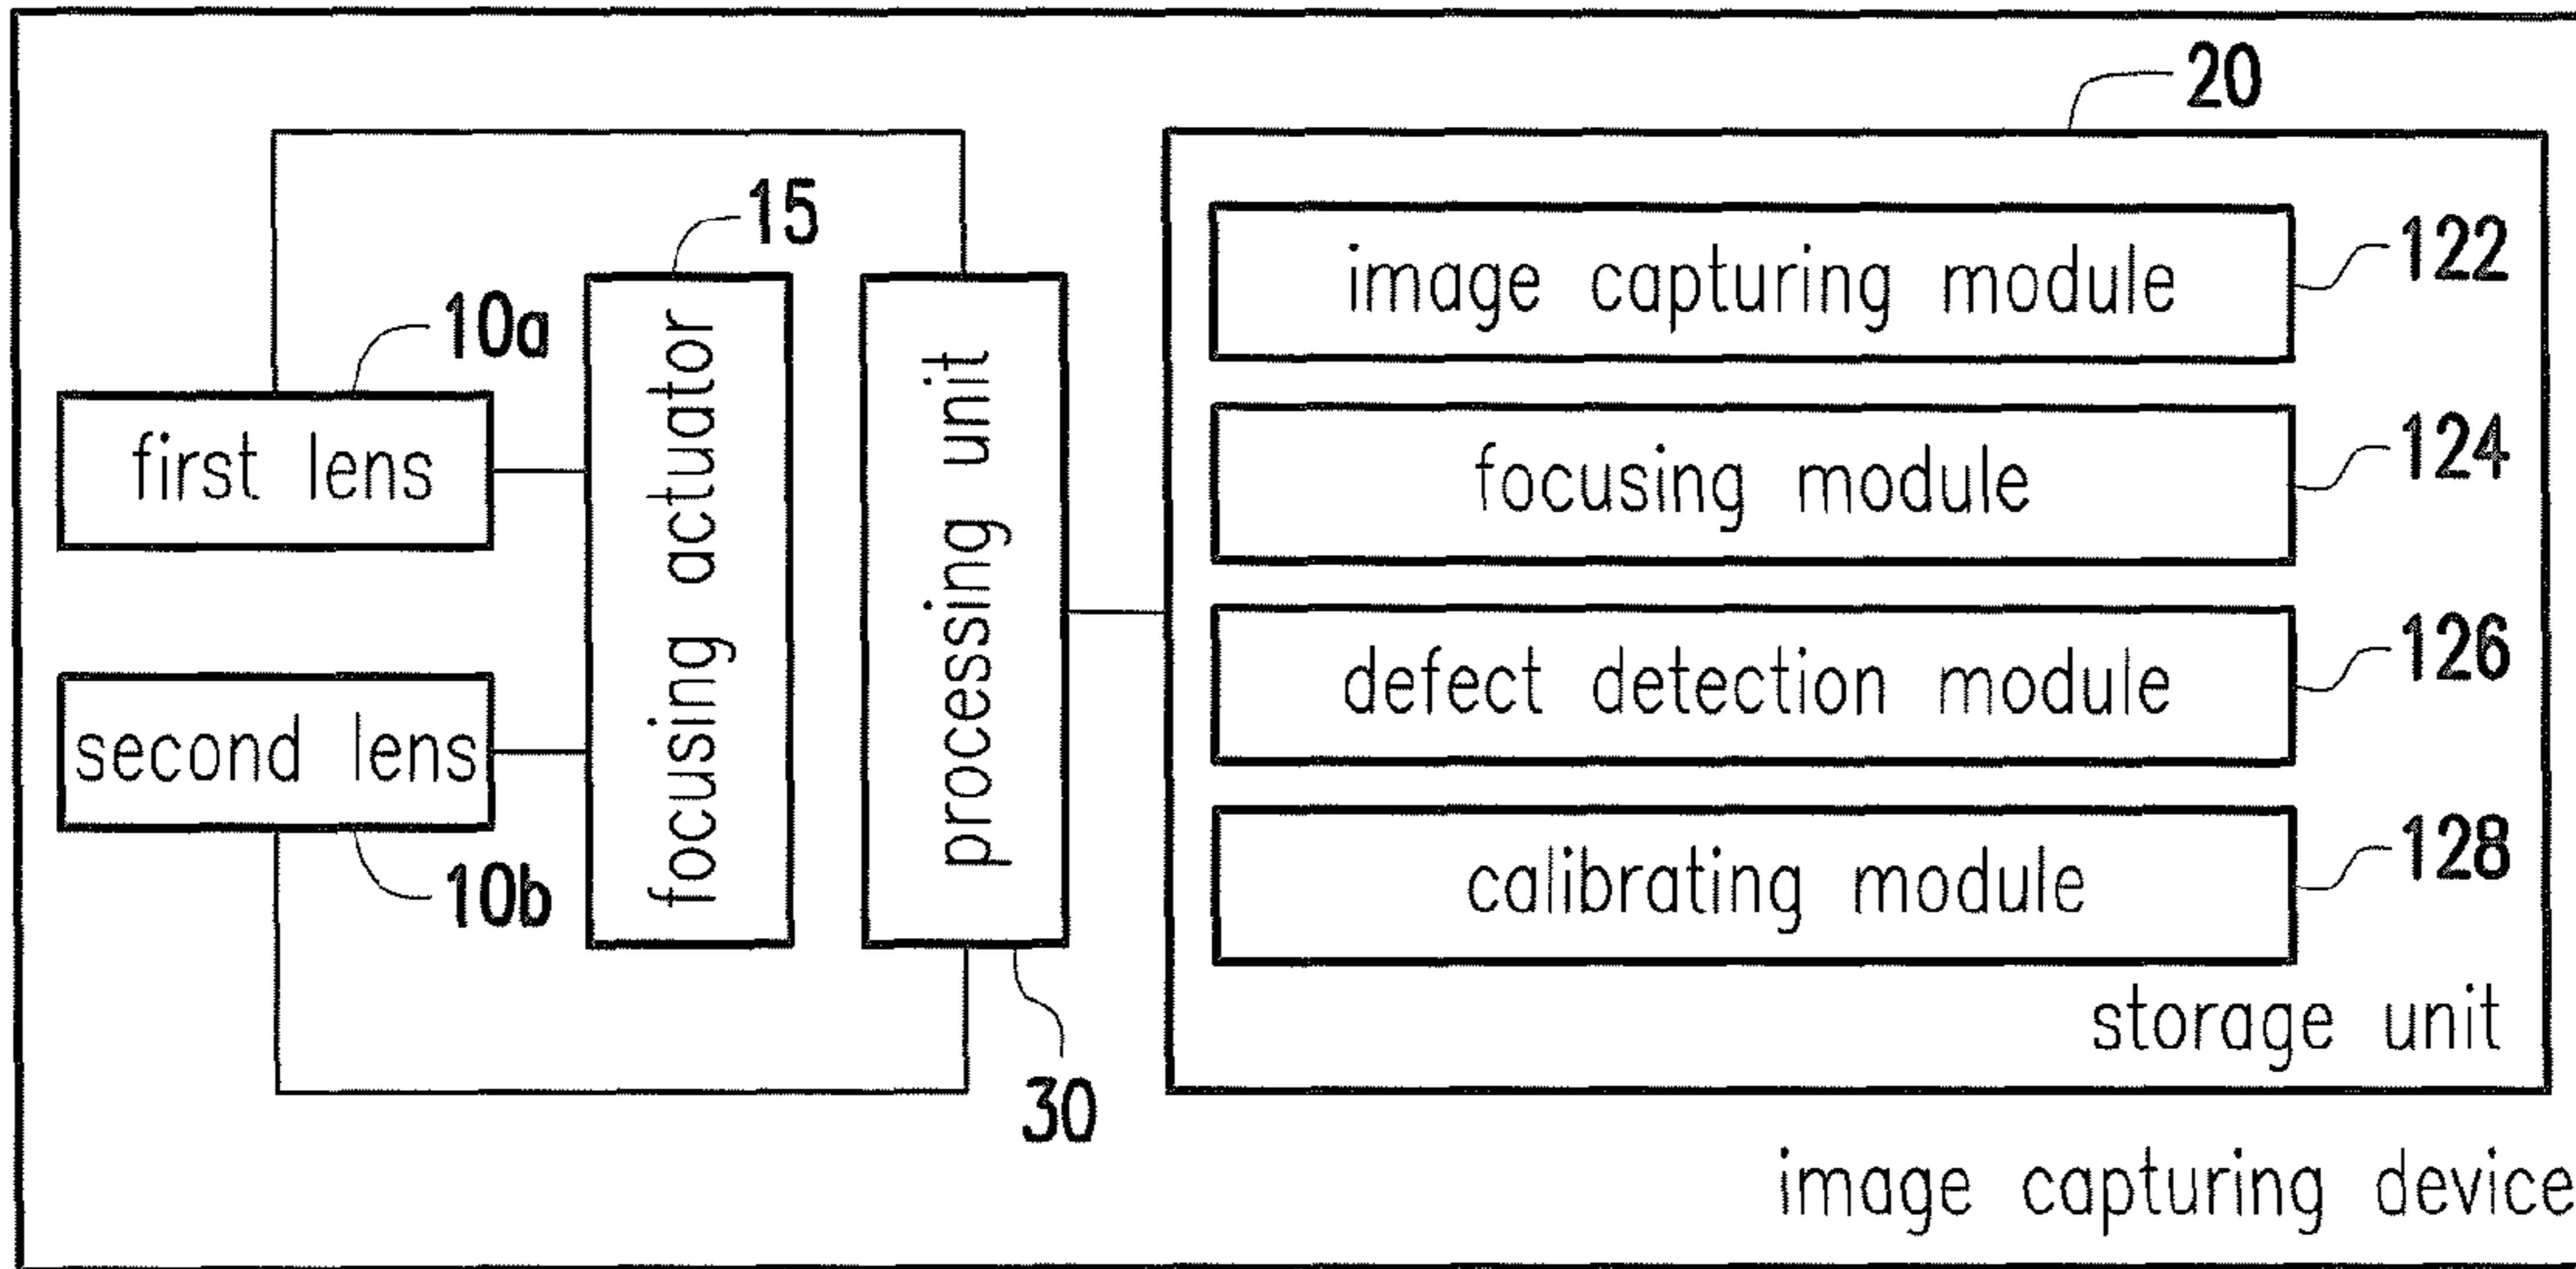 20
15
10a
first lens
second lens
10b
focusing actuator
processing unit
30
image capturing module
122
focusing module
124
defect detection module
126
calibrating module
128
storage unit
image capturing device